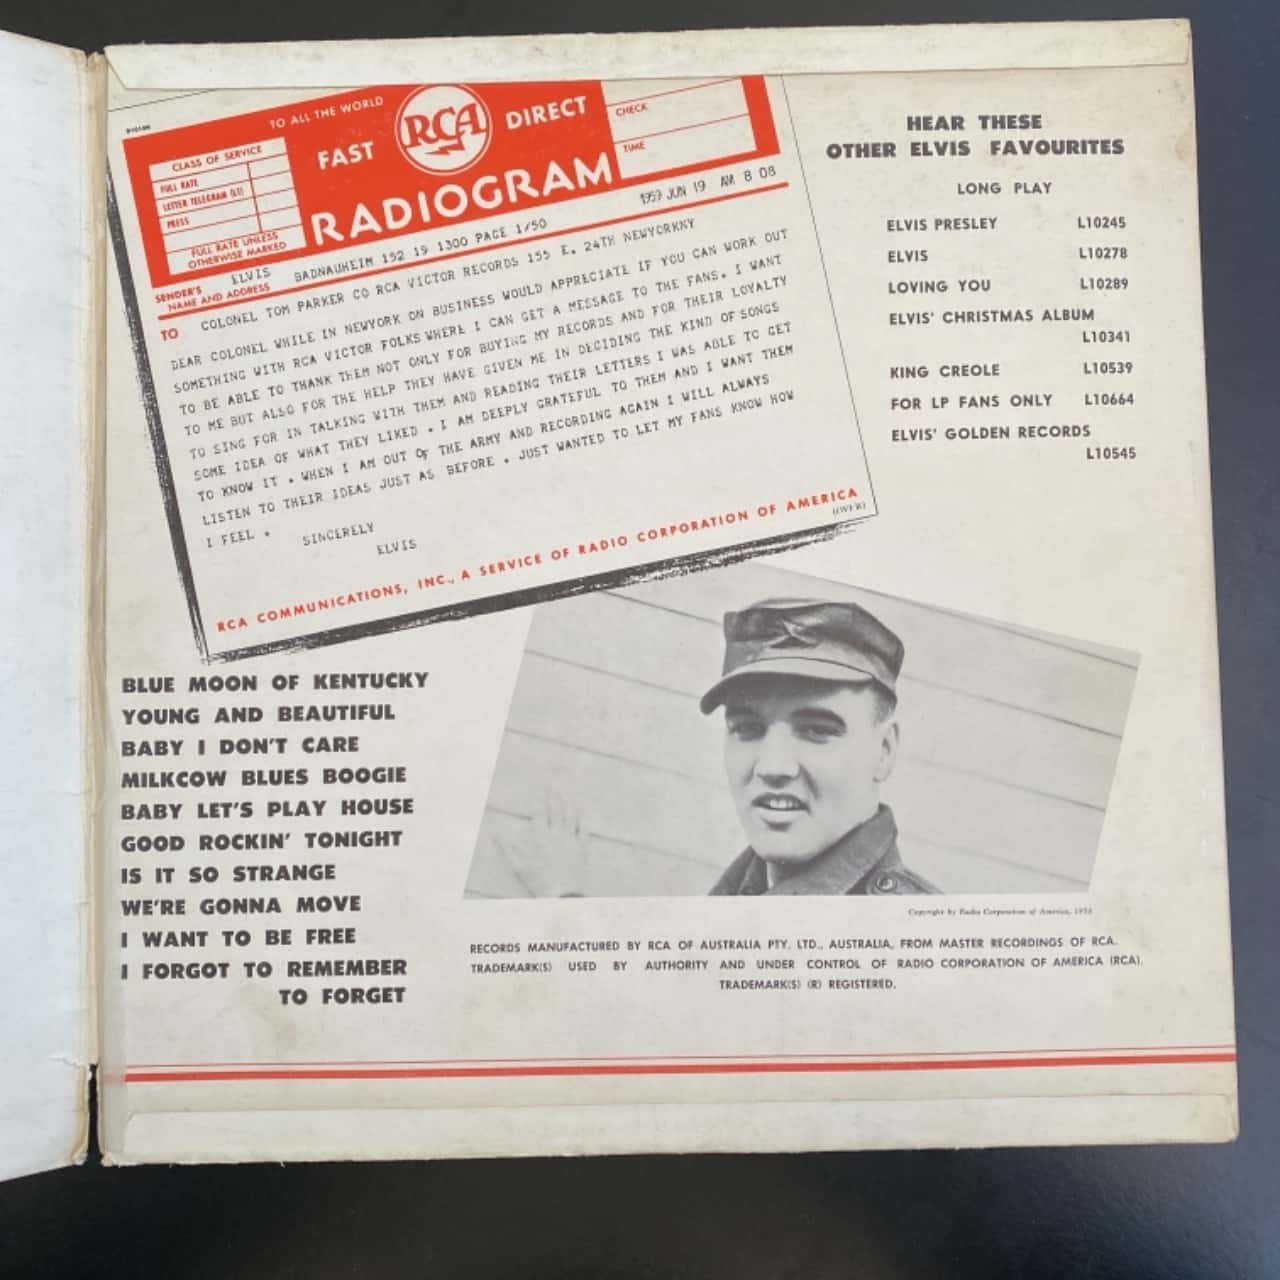 TO ALL THE WORLD
FAST RCA DIRECT
RADIOGRAM
CLASS OF SERVICE
FULL RATE
LETTER TELEGRAM (LT)
PRESS
FULL RATE UNLESS
OTHERWISE MARKED
CHECK
TIME
1959 JUN 19 AM 8 08
SENDER'S
NAME AND ADDRESS
ELVIS BADNAUHEIM 152 19 1300 PAGE 1/50
TO COLONEL TOM PARKER CO RCA VICTOR RECORDS 155 E. 24TH NEWYORKNY
DEAR COLONEL WHILE IN NEWYORK ON BUSINESS WOULD APPRECIATE IF YOU CAN WORK OUT
SOMETHING WITH RCA VICTOR FOLKS WHERE I CAN GET A MESSAGE TO THE FANS. I WANT
TO BE ABLE TO THANK THEM NOT ONLY FOR BUYING MY RECORDS AND FOR THEIR LOYALTY
TO ME BUT ALSO FOR THE HELP THEY HAVE GIVEN ME IN DECIDING THE KIND OF SONGS
TO SING FOR IN TALKING WITH THEM AND READING THEIR LETTERS I WAS ABLE TO GET
SOME IDEA OF WHAT THEY LIKED . I AM DEEPLY GRATEFUL TO THEM AND I WANT THEM
TO KNOW IT . WHEN I AM OUT OF THE ARMY AND RECORDING AGAIN I WILL ALWAYS
LISTEN TO THEIR IDEAS JUST AS BEFORE . JUST WANTED TO LET MY FANS KNOW HOW
I FEEL .
SINCERELY
ELVIS
RCA COMMUNICATIONS, INC., A SERVICE OF RADIO CORPORATION OF AMERICA
HEAR THESE
OTHER ELVIS FAVOURITES
LONG PLAY
ELVIS PRESLEY L10245
ELVIS L10278
LOVING YOU L10289
ELVIS' CHRISTMAS ALBUM
L10341
KING CREOLE L10539
FOR LP FANS ONLY L10664
ELVIS' GOLDEN RECORDS
L10545
BLUE MOON OF KENTUCKY
YOUNG AND BEAUTIFUL
BABY I DON'T CARE
MILKCOW BLUES BOOGIE
BABY LET'S PLAY HOUSE
GOOD ROCKIN' TONIGHT
IS IT SO STRANGE
WE'RE GONNA MOVE
I WANT TO BE FREE
I FORGOT TO REMEMBER
TO FORGET
Copyright by Radio Corporation of America,
RECORDS MANUFACTURED BY RCA OF AUSTRALIA PTY. LTD., AUSTRALIA, FROM MASTER RECORDINGS OF RCA.
TRADEMARK(S) USED BY AUTHORITY AND UNDER CONTROL OF RADIO CORPORATION OF AMERICA (RCA).
TRADEMARK(S) (R) REGISTERED.